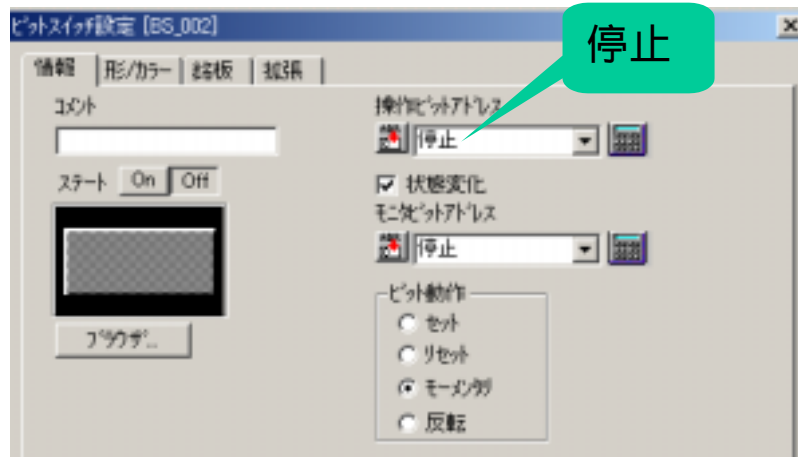 ビットスイッチ設定 [BS_002]
停止
情報
形/カラー
銘板
拡張
コメント
操作ビットアドレス
停止
ステート On Off
状態変化
モニタビットアドレス
停止
ビット動作
セット
リセット
モーメンタリ
反転
ブラウザ...